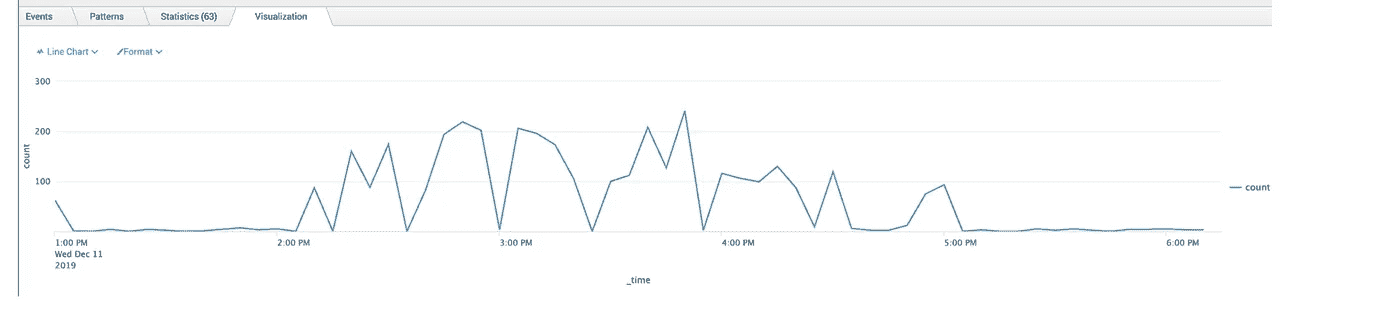 Events Patterns Statistics (63) Visualization
Line Chart Format
300
200
100
count
count
1:00 PM 2:00 PM 3:00 PM 4:00 PM 5:00 PM 6:00 PM
Wed Dec 11
2019
_time